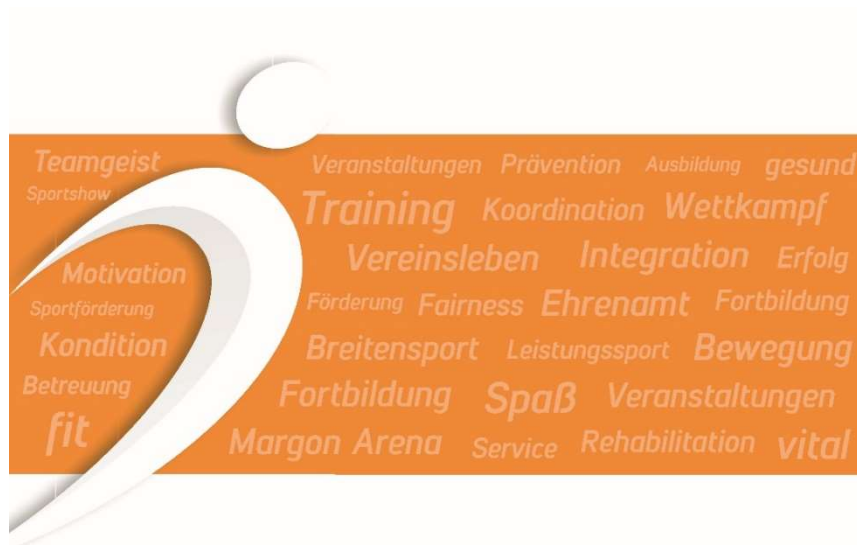 Teamgeist Veranstaltungen Prävention Ausbildung gesund
Sportshow Training Koordination Wettkampf
Vereinsleben Integration Erfolg
Motivation
Sportförderung Förderung Fairness Ehrenamt Fortbildung
Kondition Breitensport Leistungssport Bewegung
Betreuung Fortbildung Spaß Veranstaltungen
fit Margon Arena Service Rehabilitation vital